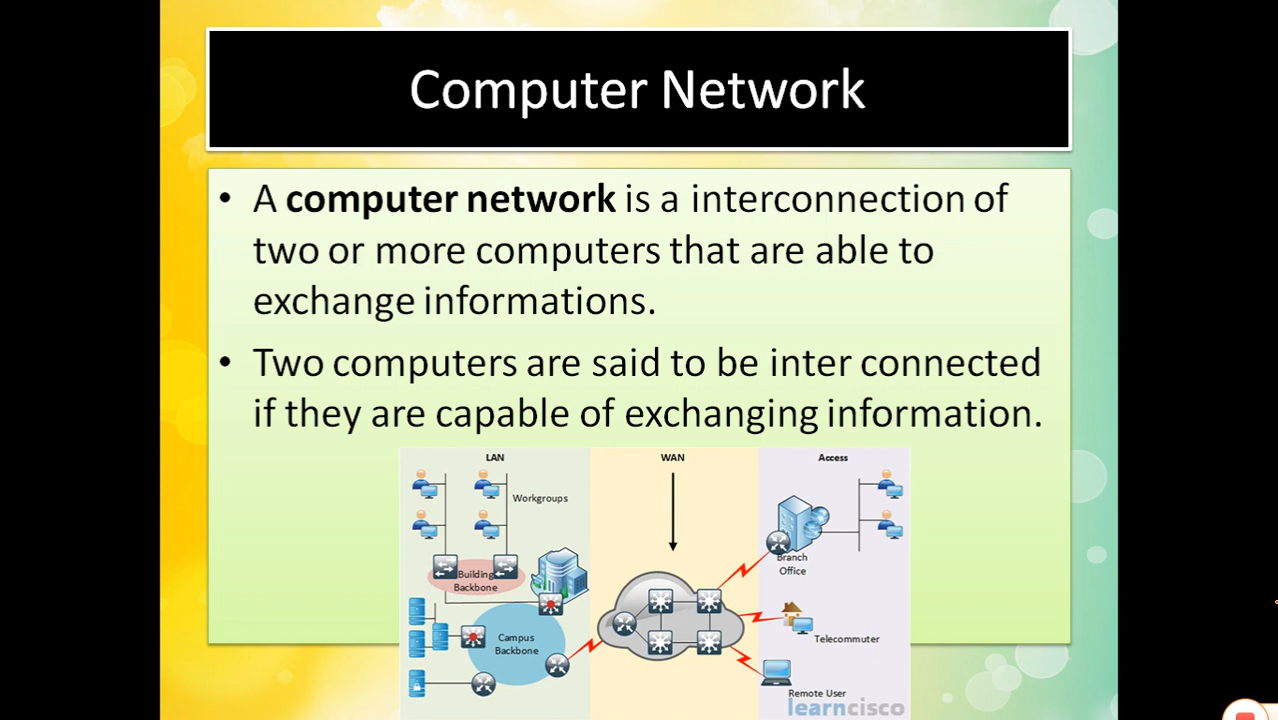 Computer Network
• A computer network is a interconnection of
two or more computers that are able to
exchange informations.
• Two computers are said to be inter connected
if they are capable of exchanging information.
LAN
WAN
Access
Workgroups
Building
Backbone
Campus
Backbone
Branch
Office
Telecommuter
Remote User
learncisco